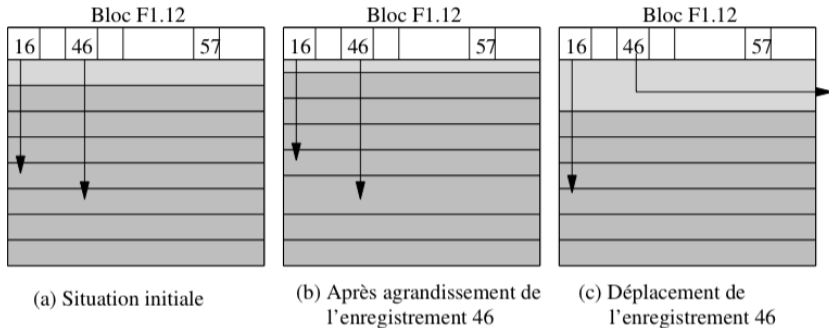 Bloc F1.12
16 46 57
(a) Situation initiale
Bloc F1.12
16 46 57
(b) Après agrandissement de
l'enregistrement 46
Bloc F1.12
16 46 57
(c) Déplacement de
l'enregistrement 46